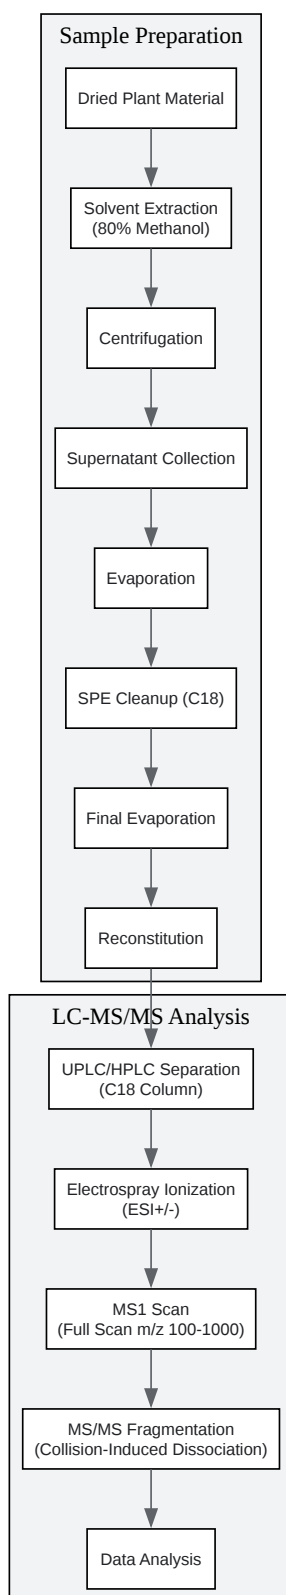 Sample Preparation
Dried Plant Material
Solvent Extraction
(80% Methanol)
Centrifugation
Supernatant Collection
Evaporation
SPE Cleanup (C18)
Final Evaporation
Reconstitution
LC-MS/MS Analysis
UPLC/HPLC Separation
(C18 Column)
Electrospray Ionization
(ESI+/-)
MS1 Scan
(Full Scan m/z 100-1000)
MS/MS Fragmentation
(Collision-Induced Dissociation)
Data Analysis